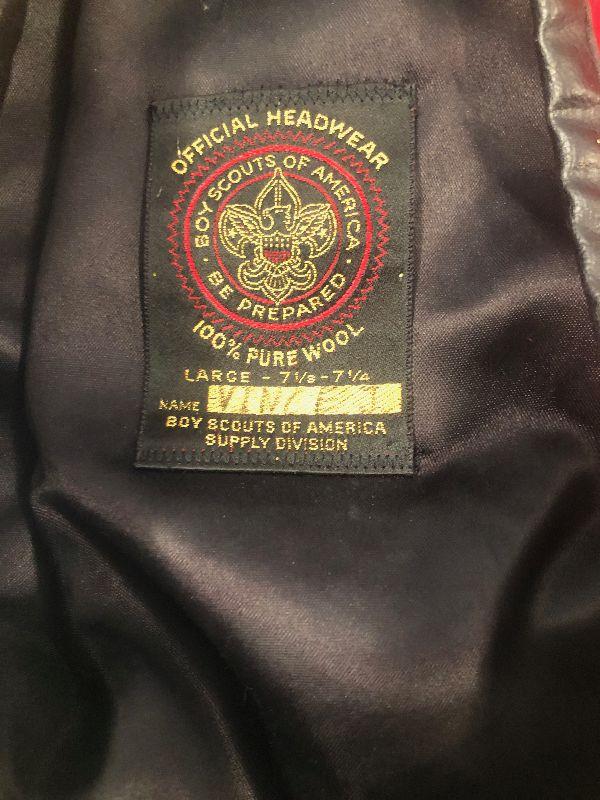 OFFICIAL HEADWEAR
BOY SCOUTS OF AMERICA
· BE PREPARED ·
100% PURE WOOL
LARGE - 7 1/8 - 7 1/4
NAME
BOY SCOUTS OF AMERICA
SUPPLY DIVISION